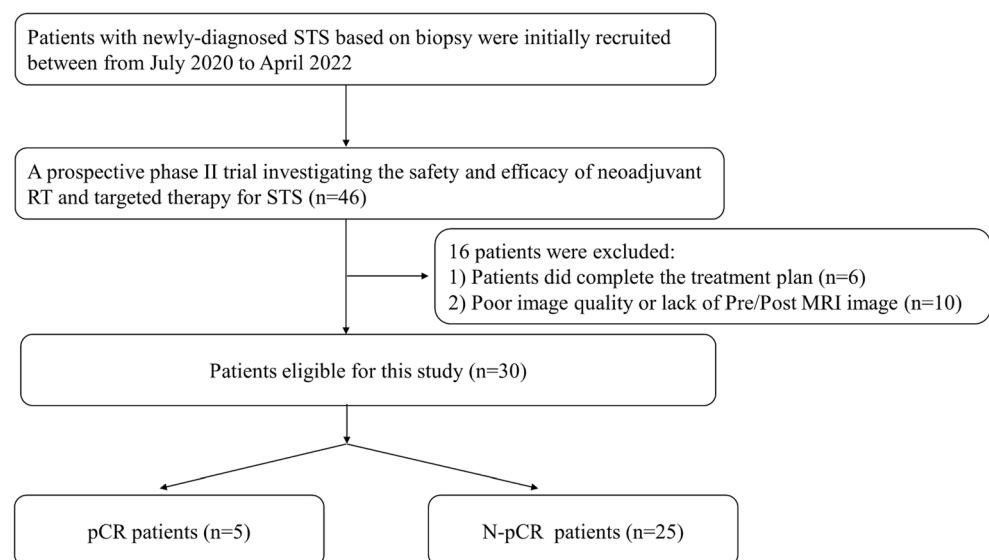 Patients with newly-diagnosed STS based on biopsy were initially recruited
between from July 2020 to April 2022
A prospective phase II trial investigating the safety and efficacy of neoadjuvant
RT and targeted therapy for STS (n=46)
16 patients were excluded:
1) Patients did complete the treatment plan (n=6)
2) Poor image quality or lack of Pre/Post MRI image (n=10)
Patients eligible for this study (n=30)
pCR patients (n=5)
N-pCR patients (n=25)